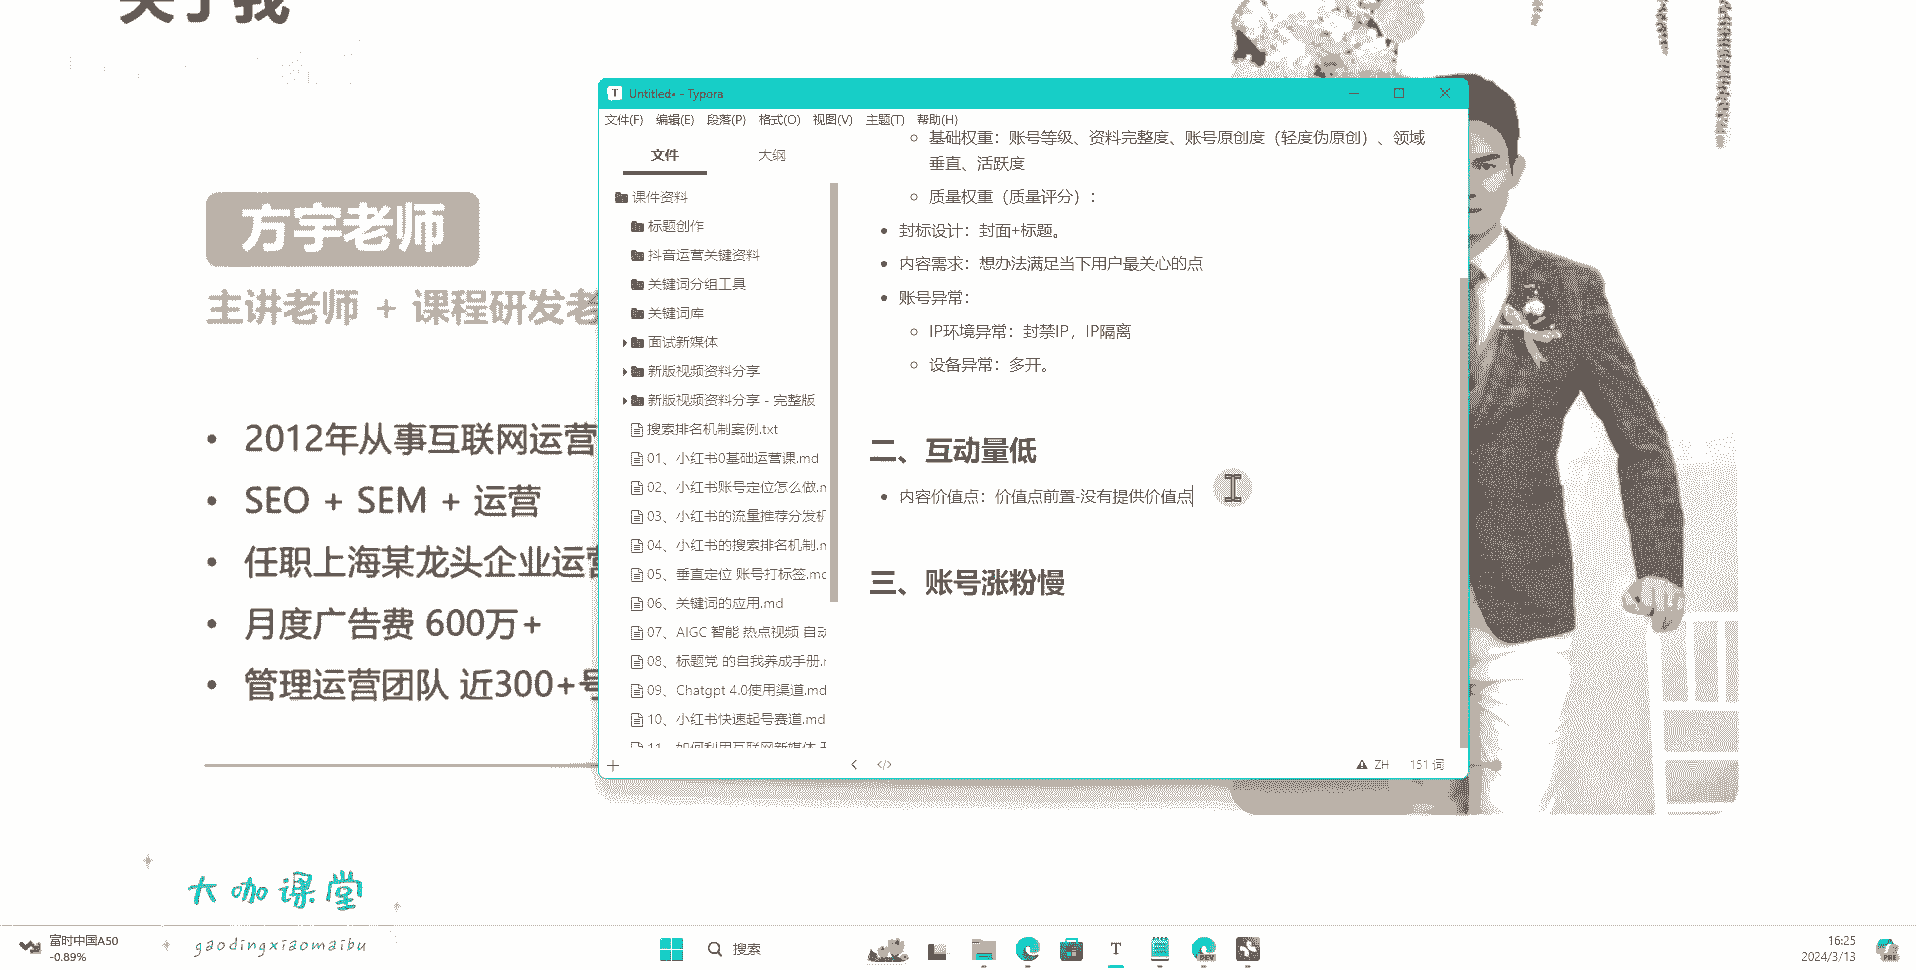 关于我
方宇老师
主讲老师 + 课程研发老
2012年从事互联网运营
SEO + SEM + 运营
任职上海某龙头企业运营
月度广告费 600万+
管理运营团队 近300+号
大咖课堂
gaodingxiaomaibu
T Untitled• - Typora
文件(F) 编辑(E) 段落(P) 格式(O) 视图(V) 主题(T) 帮助(H)
文件 大纲
课件资料
标题创作
抖音运营关键资料
关键词分组工具
关键词库
面试新媒体
新版视频资料分享
新版视频资料分享 - 完整版
搜索排名机制案例.txt
01、小红书0基础运营课.md
02、小红书账号定位怎么做.m
03、小红书的流量推荐分发机
04、小红书的搜索排名机制.m
05、垂直定位 账号打标签.md
06、关键词的应用.md
07、AIGC 智能 热点视频 自动
08、标题党 的自我养成手册.m
09、Chatgpt 4.0使用渠道.md
10、小红书快速起号赛道.md
11、如何利用互联网新媒体
基础权重：账号等级、资料完整度、账号原创度（轻度伪原创）、领域
垂直、活跃度
质量权重（质量评分）：
封标设计：封面+标题。
内容需求：想办法满足当下用户最关心的点
账号异常：
IP环境异常：封禁IP，IP隔离
设备异常：多开。
二、互动量低
内容价值点：价值点前置-没有提供价值点
三、账号涨粉慢
ZH 151 词
富时中国A50
-0.89%
搜索
T
DEV
16:25
2024/3/13
PRE